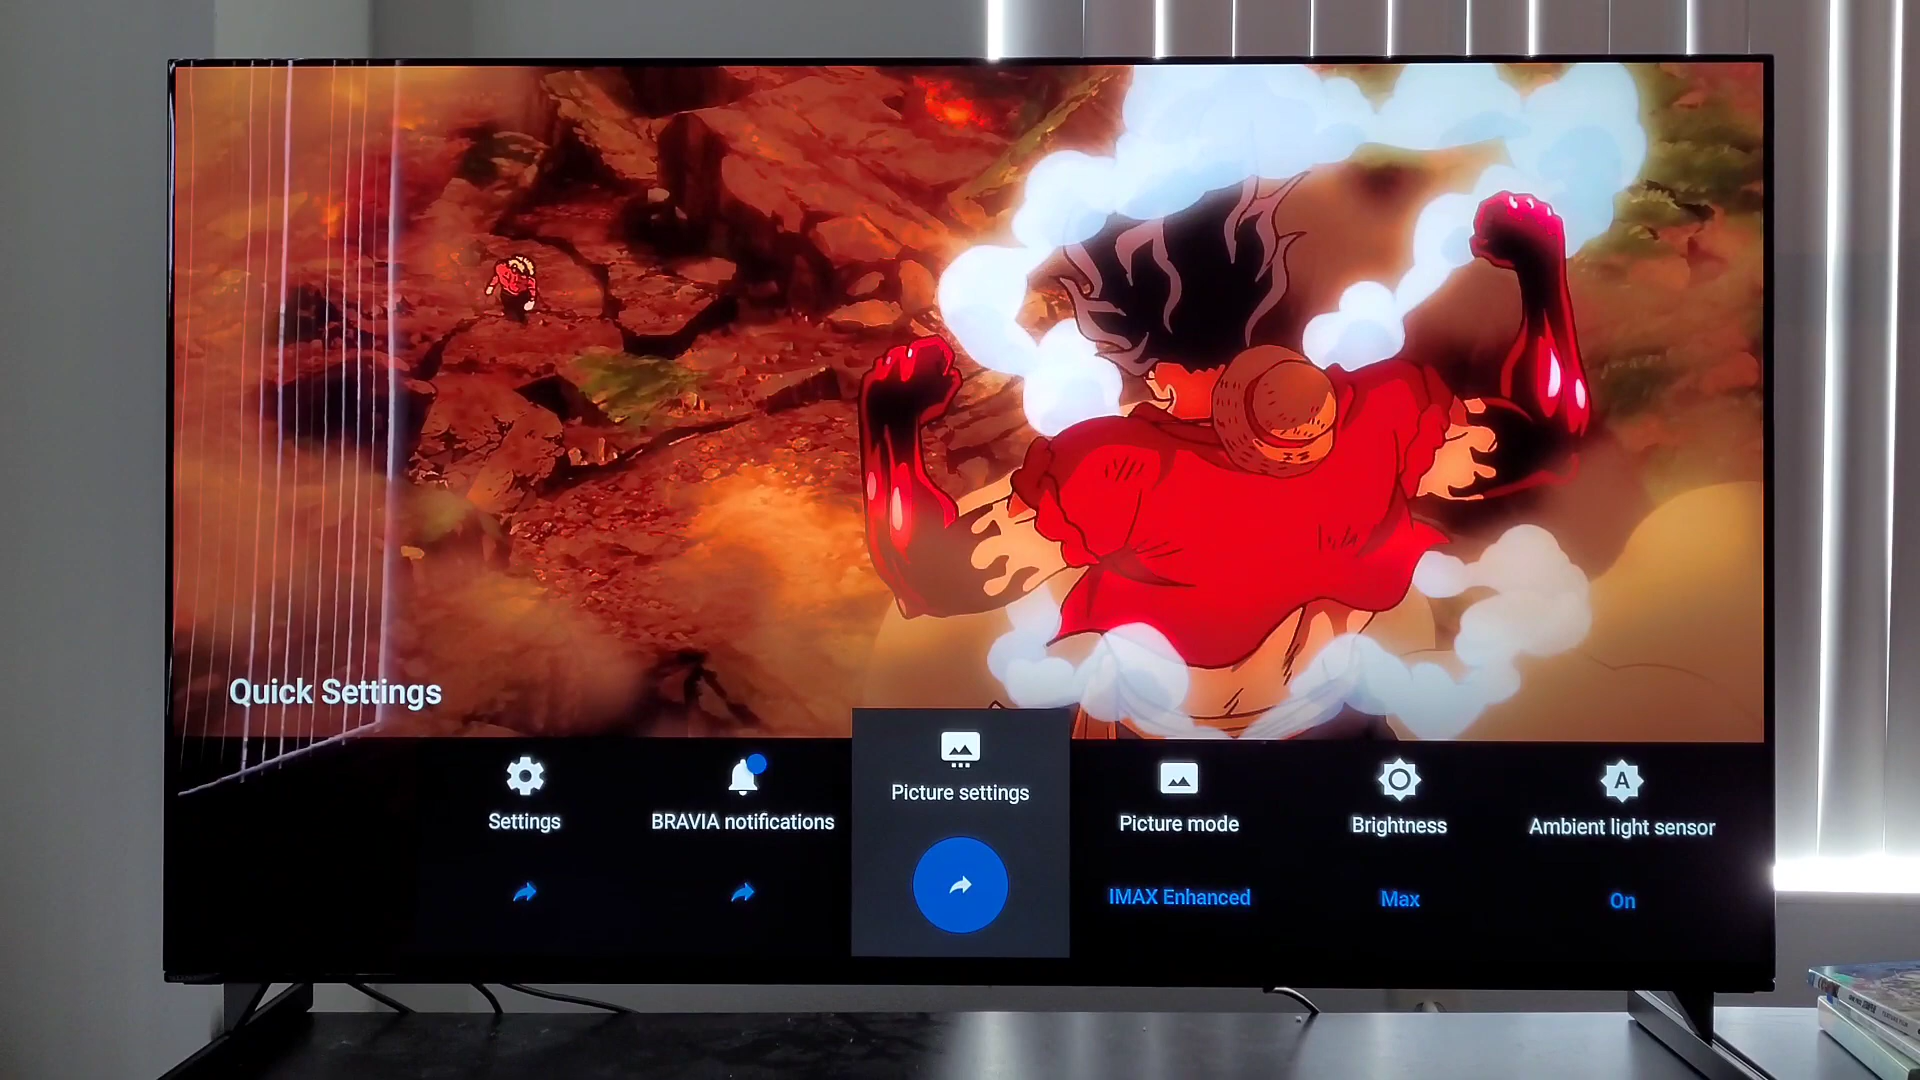 Quick Settings
Settings
BRAVIA notifications
Picture settings
Picture mode
Brightness
Ambient light sensor
A
IMAX Enhanced
Max
On